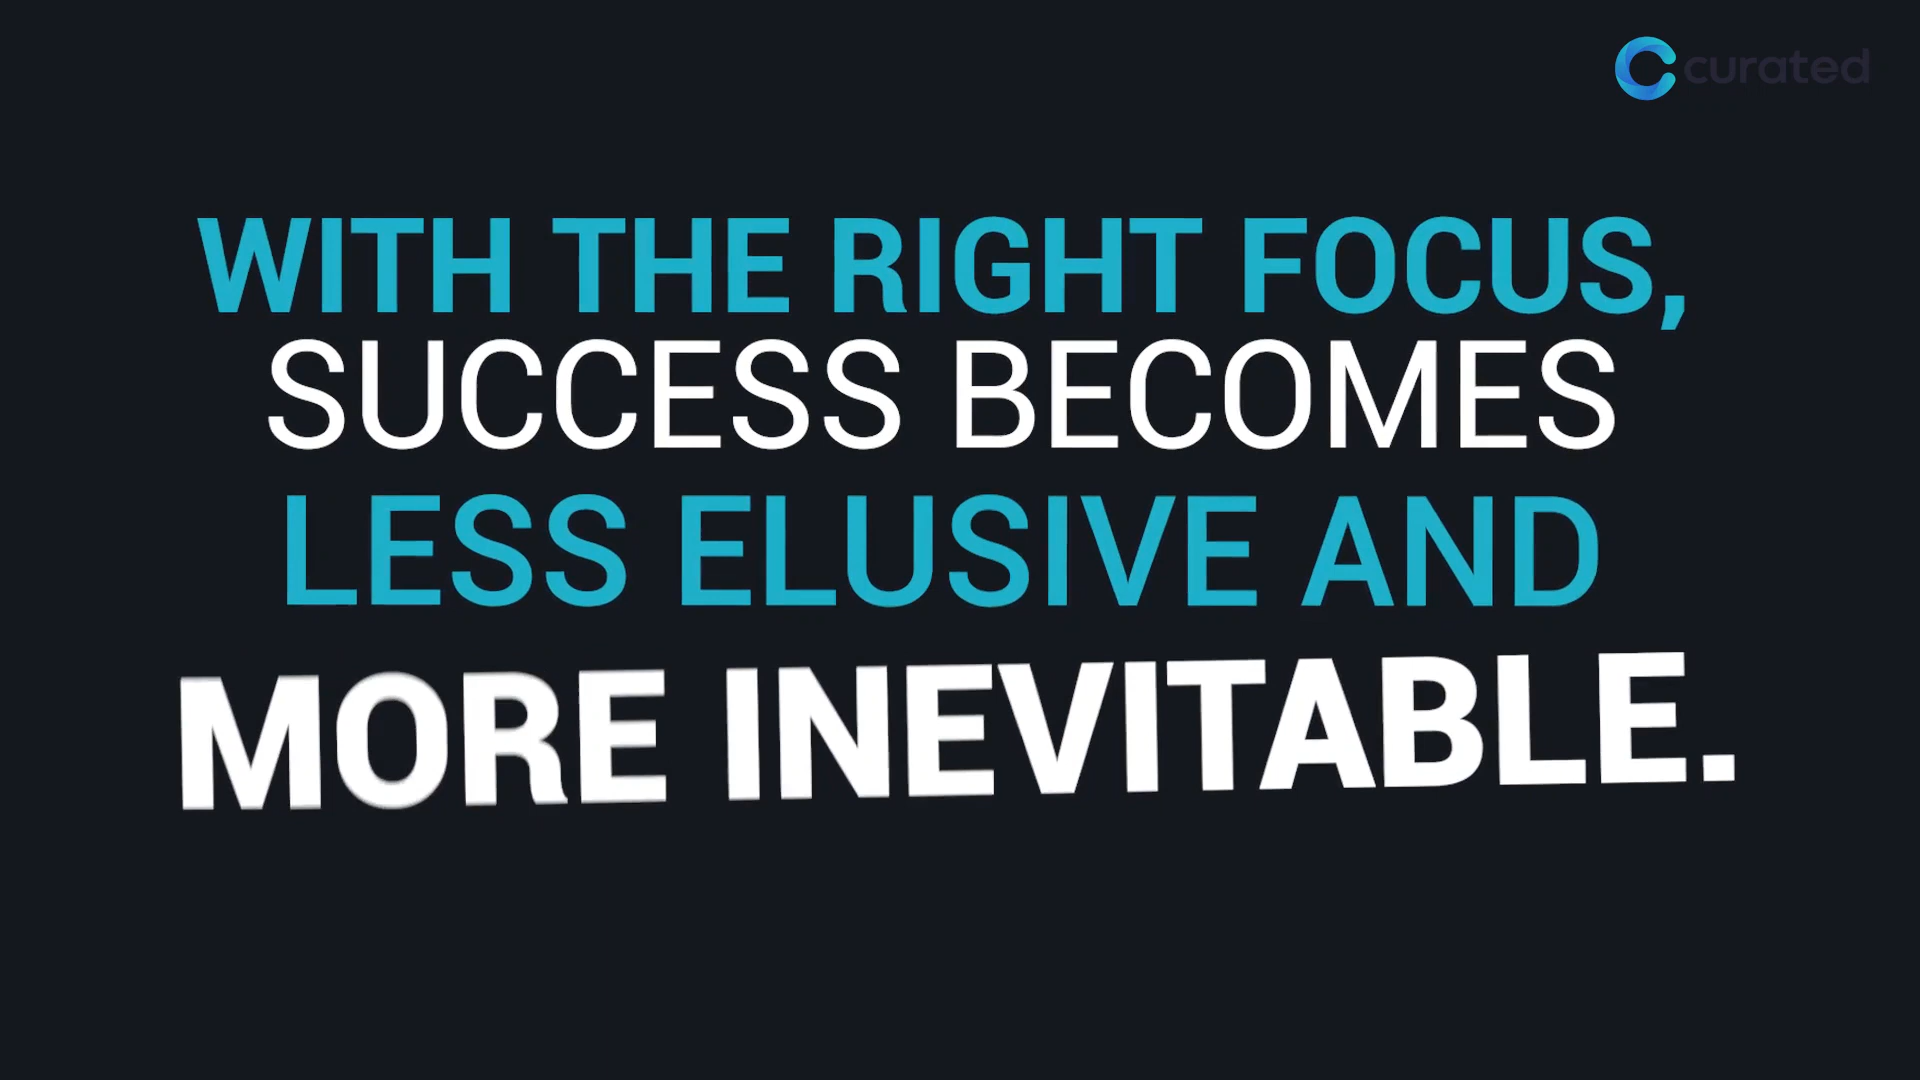 curated
WITH THE RIGHT FOCUS,
SUCCESS BECOMES
LESS ELUSIVE AND
MORE INEVITABLE.